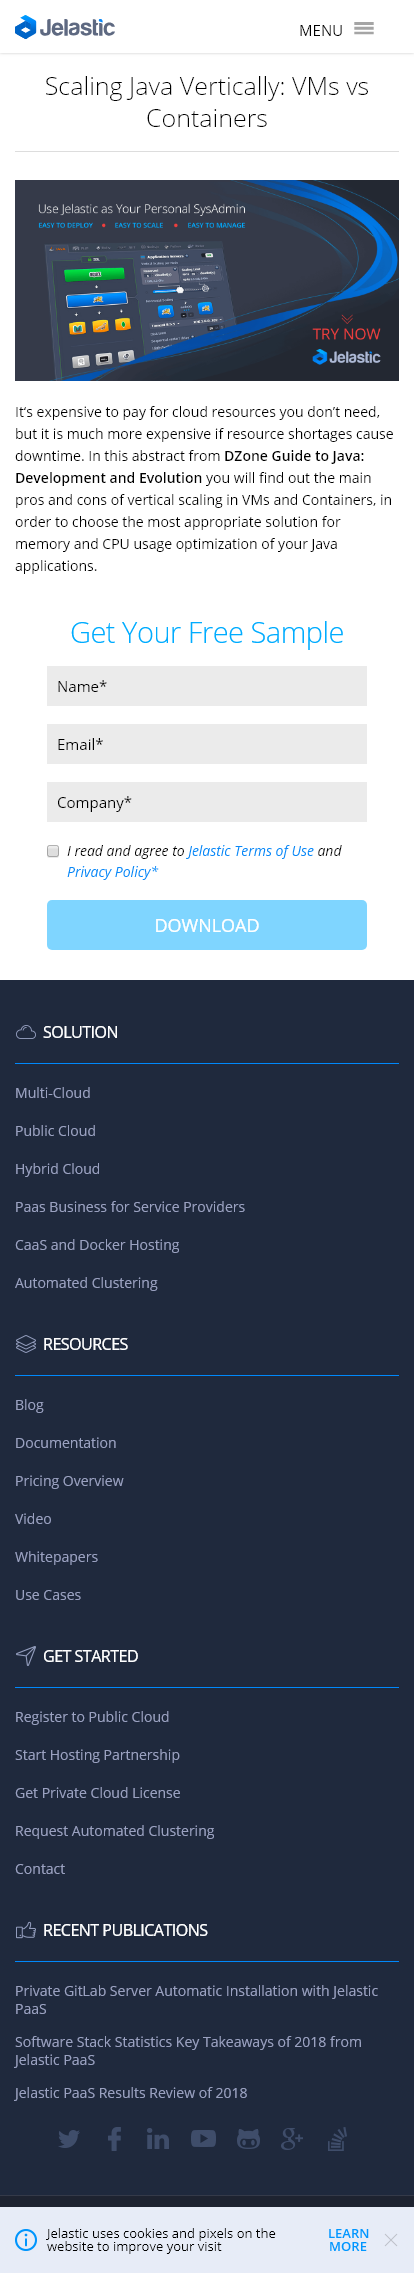 Jelastic
MENU
Scaling Java Vertically: VMs vs
Containers
Use Jelastic as Your Personal SysAdmin
EASY TO DEPLOY • EASY TO SCALE • EASY TO MANAGE
TRY NOW
Jelastic
It's expensive to pay for cloud resources you don't need,
but it is much more expensive if resource shortages cause
downtime. In this abstract from DZone Guide to Java:
Development and Evolution you will find out the main
pros and cons of vertical scaling in VMs and Containers, in
order to choose the most appropriate solution for
memory and CPU usage optimization of your Java
applications.
Get Your Free Sample
Name*
Email*
Company*
I read and agree to Jelastic Terms of Use and
Privacy Policy*
DOWNLOAD
SOLUTION
Multi-Cloud
Public Cloud
Hybrid Cloud
Paas Business for Service Providers
CaaS and Docker Hosting
Automated Clustering
RESOURCES
Blog
Documentation
Pricing Overview
Video
Whitepapers
Use Cases
GET STARTED
Register to Public Cloud
Start Hosting Partnership
Get Private Cloud License
Request Automated Clustering
Contact
RECENT PUBLICATIONS
Private GitLab Server Automatic Installation with Jelastic
PaaS
Software Stack Statistics Key Takeaways of 2018 from
Jelastic PaaS
Jelastic PaaS Results Review of 2018
Jelastic uses cookies and pixels on the
website to improve your visit
LEARN
MORE